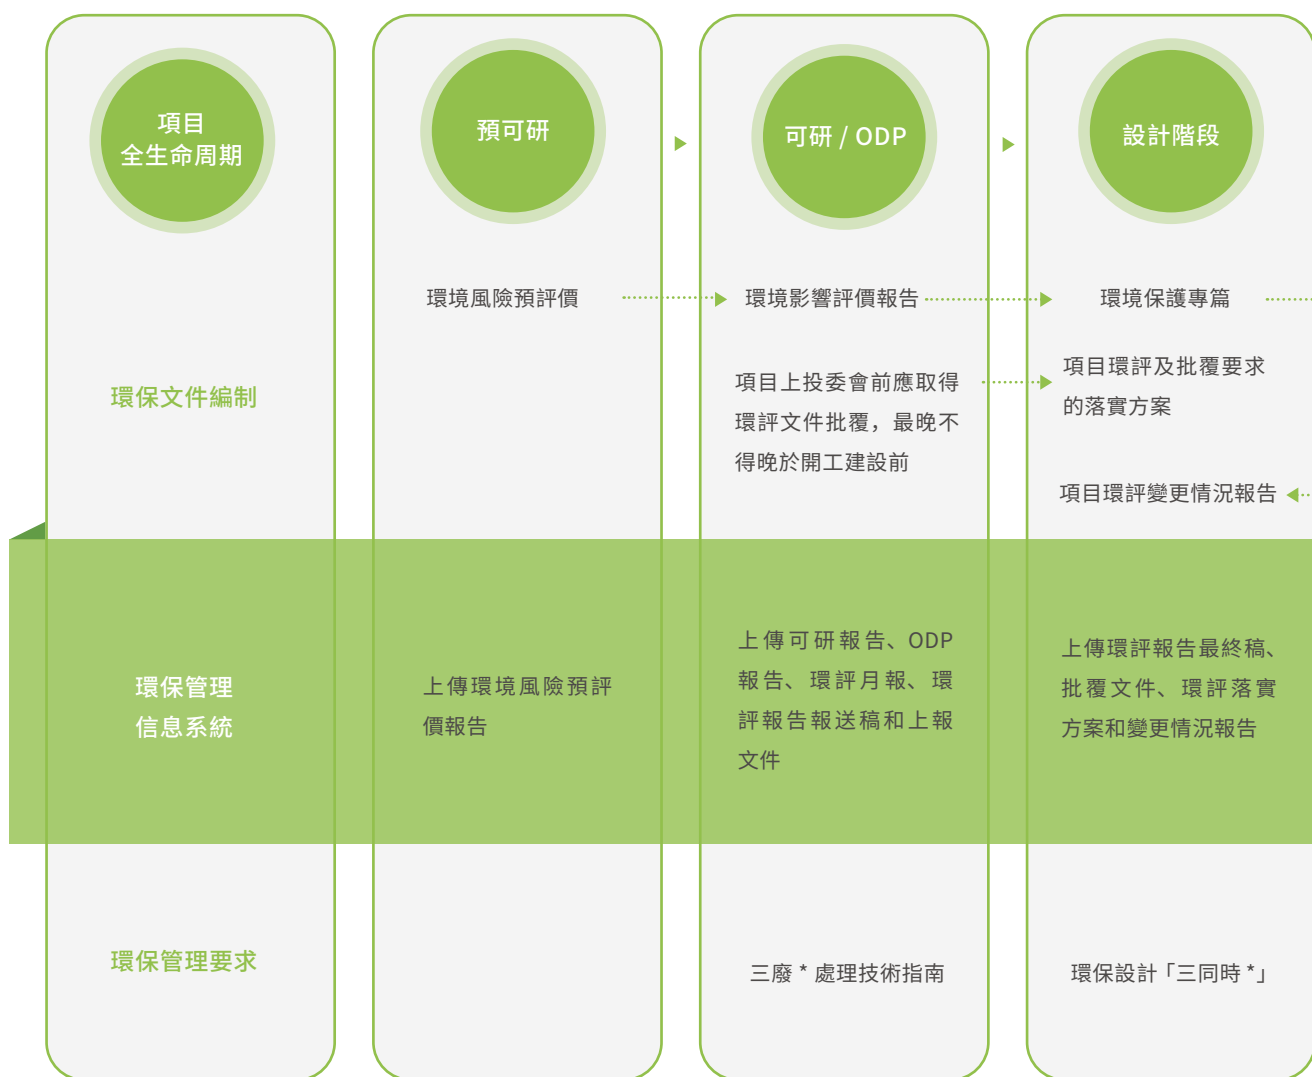 項目
全生命周期
預可研
可研 / ODP
設計階段
環保文件編制
環境風險預評價
環境影響評價報告
環境保護專篇
項目上投委會前應取得
環評文件批覆，最晚不
得晚於開工建設前
項目環評及批覆要求
的落實方案
項目環評變更情況報告
環保管理
信息系統
上傳環境風險預評
價報告
上傳可研報告、ODP
報告、環評月報、環
評報告報送稿和上報
文件
上傳環評報告最終稿、
批覆文件、環評落實
方案和變更情況報告
環保管理要求
三廢 * 處理技術指南
環保設計「三同時 *」